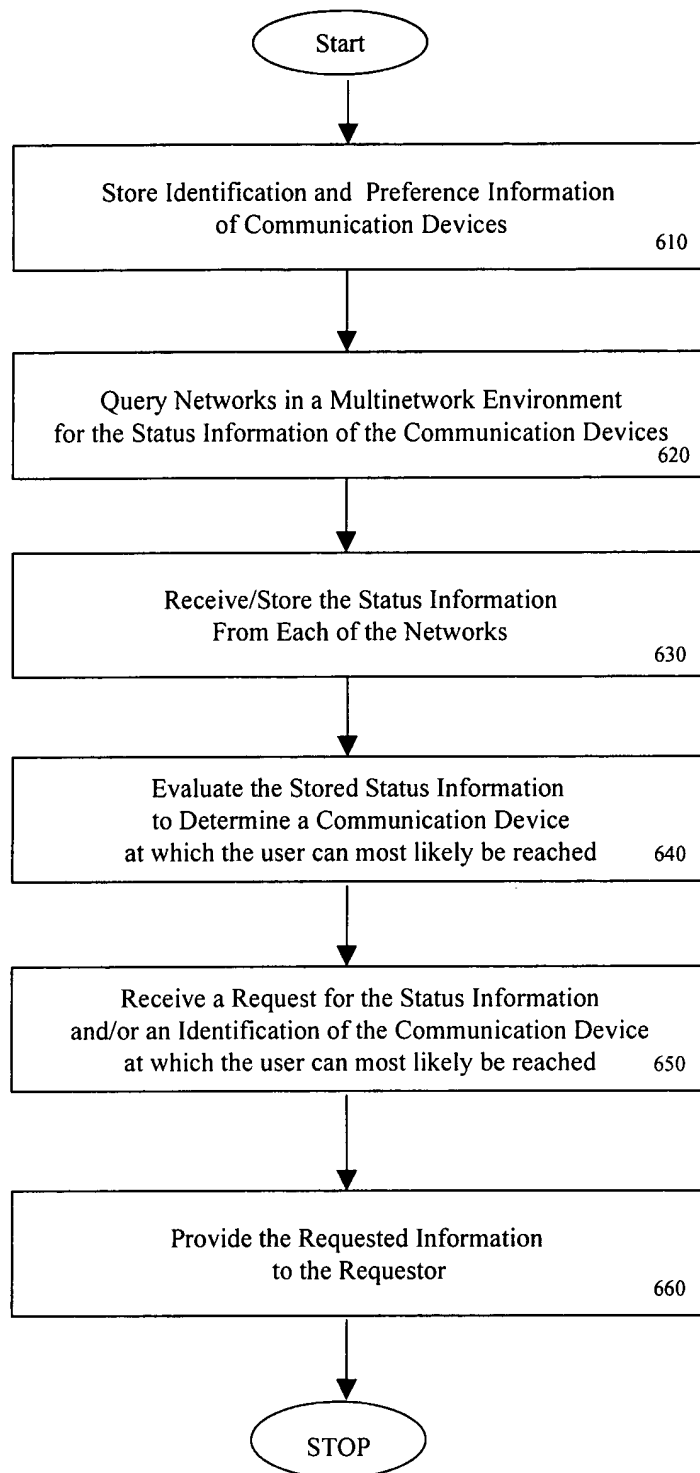 Start
Store Identification and Preference Information
of Communication Devices
610
Query Networks in a Multinetwork Environment
for the Status Information of the Communication Devices
620
Receive/Store the Status Information
From Each of the Networks
630
Evaluate the Stored Status Information
to Determine a Communication Device
at which the user can most likely be reached 640
Receive a Request for the Status Information
and/or an Identification of the Communication Device
at which the user can most likely be reached 650
Provide the Requested Information
to the Requestor
660
STOP